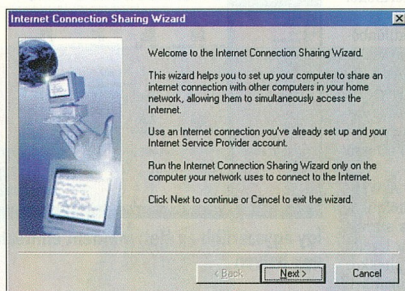 Internet Connection Sharing Wizard
Welcome to the Internet Connection Sharing Wizard.
This wizard helps you to set up your computer to share an
internet connection with other computers in your home
network, allowing them to simultaneously access the
Internet.
Use an Internet connection you've already set up and your
Internet Service Provider account.
Run the Internet Connection Sharing Wizard only on the
computer your network uses to connect to the Internet.
Click Next to continue or Cancel to exit the wizard.
< Back
Next >
Cancel